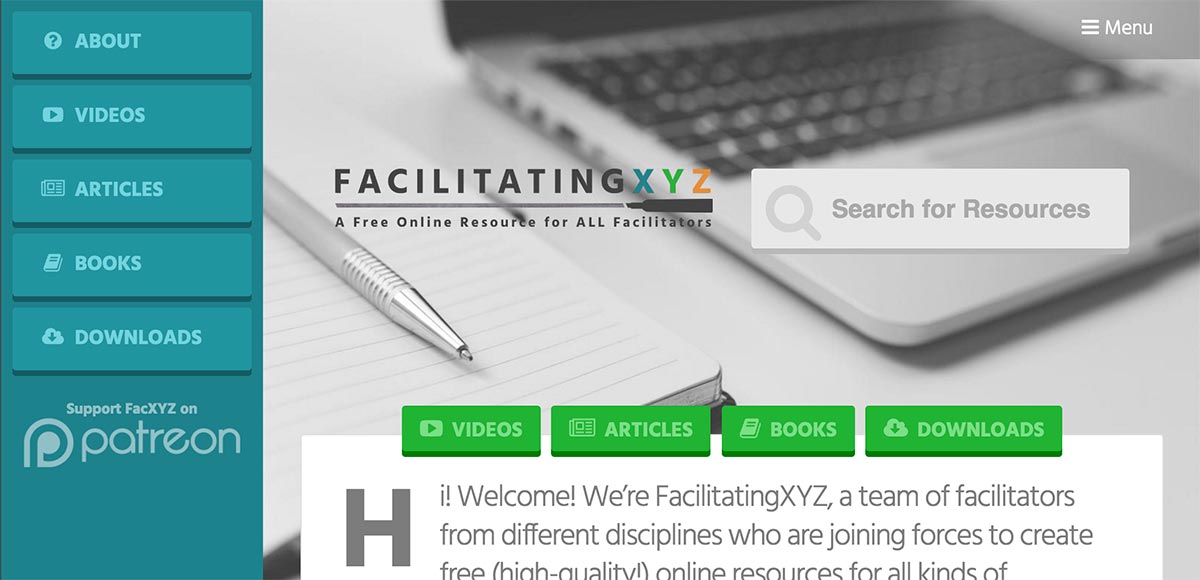 ABOUT
VIDEOS
ARTICLES
BOOKS
DOWNLOADS
Support FacXYZ on
patreon
Menu
FACILITATINGXYZ
A Free Online Resource for ALL Facilitators
Search for Resources
VIDEOS ARTICLES BOOKS DOWNLOADS
Hi! Welcome! We’re FacilitatingXYZ, a team of facilitators
from different disciplines who are joining forces to create
free (high-quality!) online resources for all kinds of